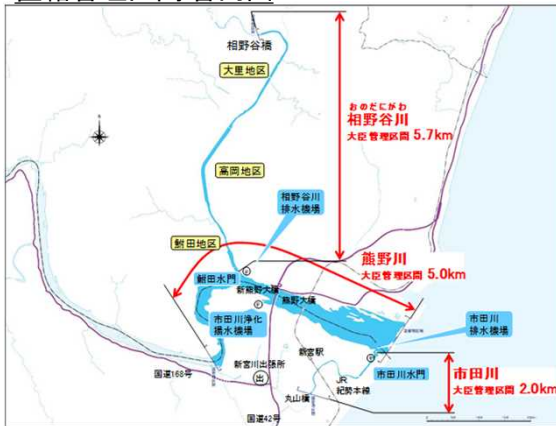 相野谷橋
大里地区
おのだにがわ
相野谷川
大臣管理区間 5.7km
高岡地区
相野谷川
排水機場
鮒田地区
熊野川
大臣管理区間 5.0km
鮒田水門
新熊野大橋
熊野大橋
市田川浄化
揚水機場
市田川
排水機場
新宮駅
新宮川出張所
出
国道168号
市田川水門
市田川
大臣管理区間 2.0km
JR
紀勢本線
丸山橋
国道42号